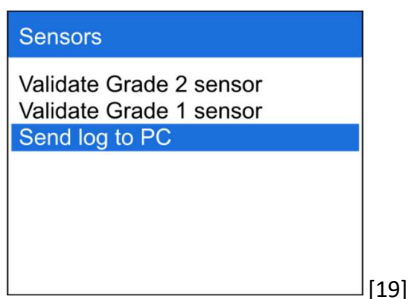 Sensors
Validate Grade 2 sensor
Validate Grade 1 sensor
Send log to PC
[19]